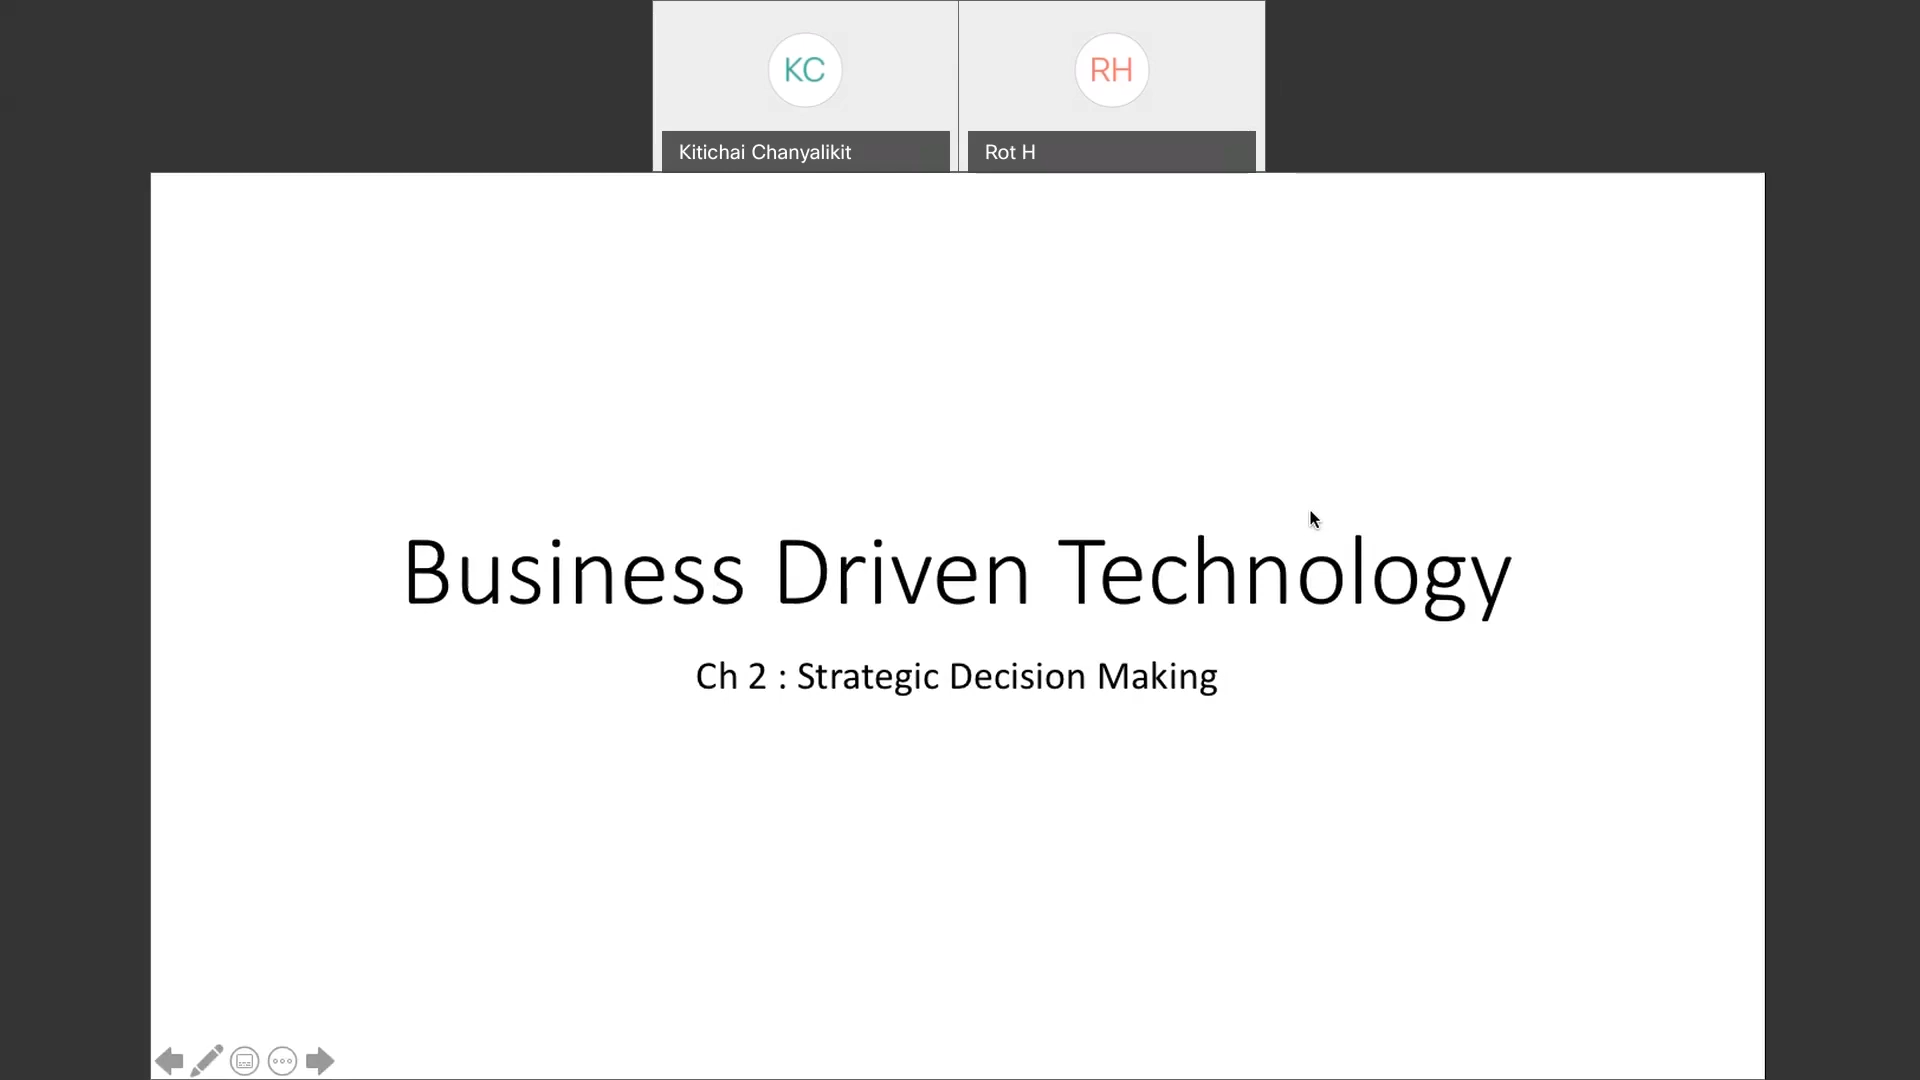 KC
RH
Kitichai Chanyalikit
Rot H
Business Driven Technology
Ch 2 : Strategic Decision Making